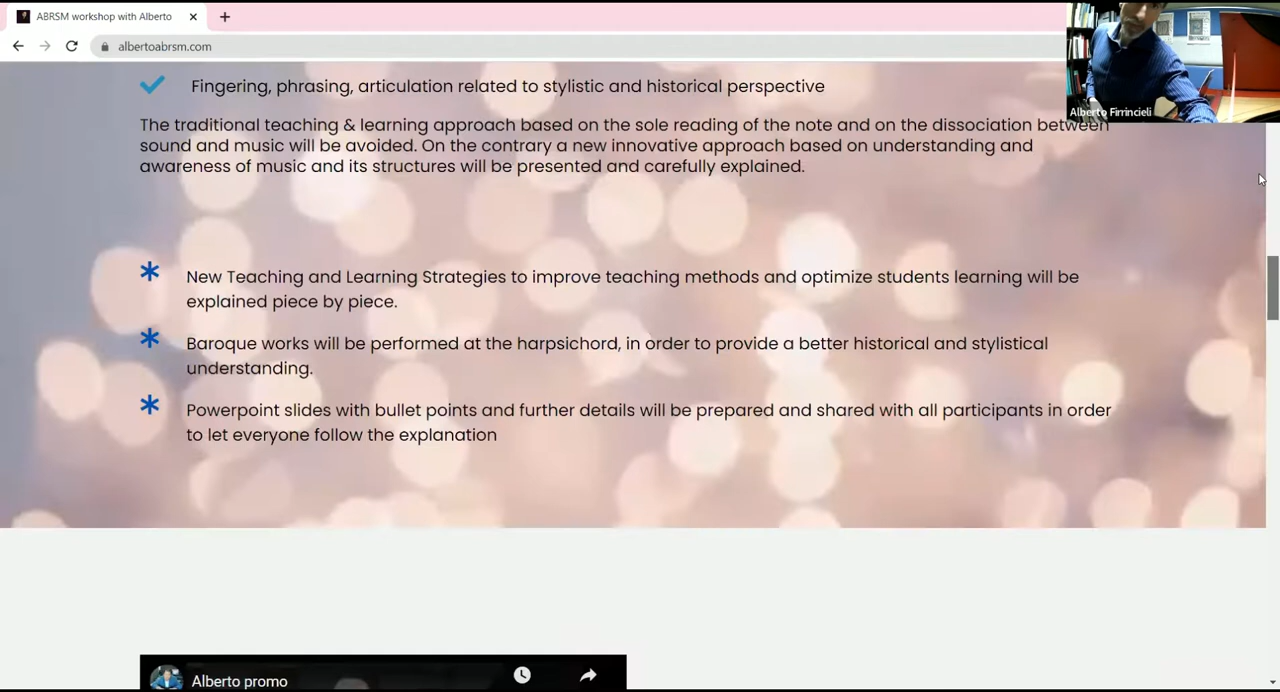 ABRSM workshop with Alberto
albertoabrsm.com
Alberto Firrincieli
Fingering, phrasing, articulation related to stylistic and historical perspective
The traditional teaching & learning approach based on the sole reading of the note and on the dissociation between
sound and music will be avoided. On the contrary a new innovative approach based on understanding and
awareness of music and its structures will be presented and carefully explained.
New Teaching and Learning Strategies to improve teaching methods and optimize students learning will be
explained piece by piece.
Baroque works will be performed at the harpsichord, in order to provide a better historical and stylistical
understanding.
Powerpoint slides with bullet points and further details will be prepared and shared with all participants in order
to let everyone follow the explanation
Alberto promo